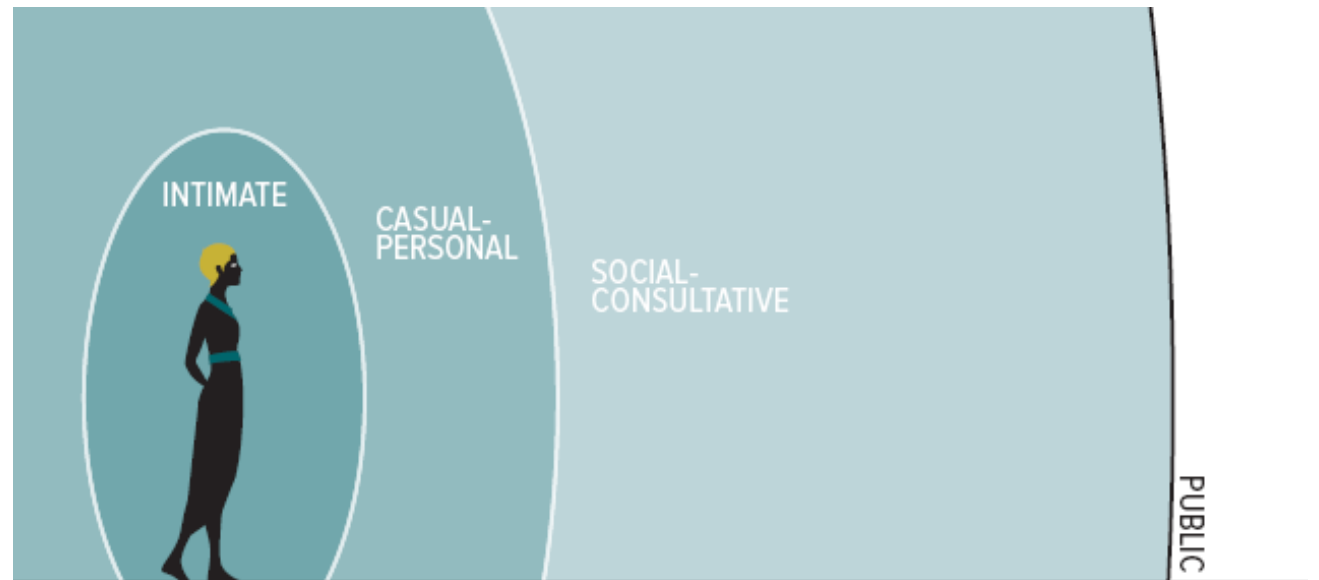 INTIMATE
CASUAL-
PERSONAL
SOCIAL-
CONSULTATIVE
PUBLIC